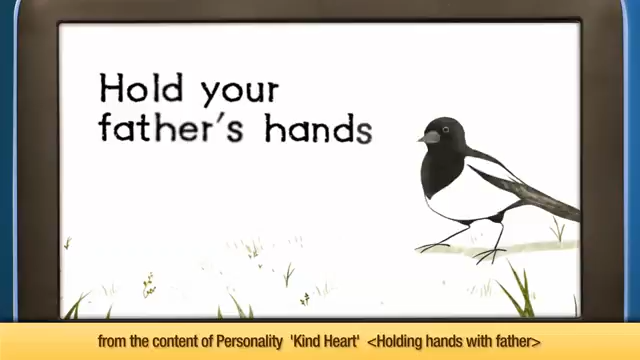 Hold your
father's hands
from the content of Personality 'Kind Heart' <Holding hands with father>